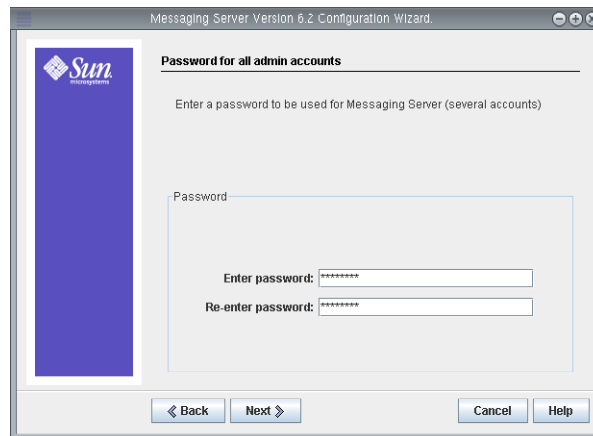 Messaging Server Version 6.2 Configuration Wizard.
Sun
microsystems
Password for all admin accounts
Enter a password to be used for Messaging Server (several accounts)
Password
Enter password: ********
Re-enter password: ********
Back Next Cancel Help